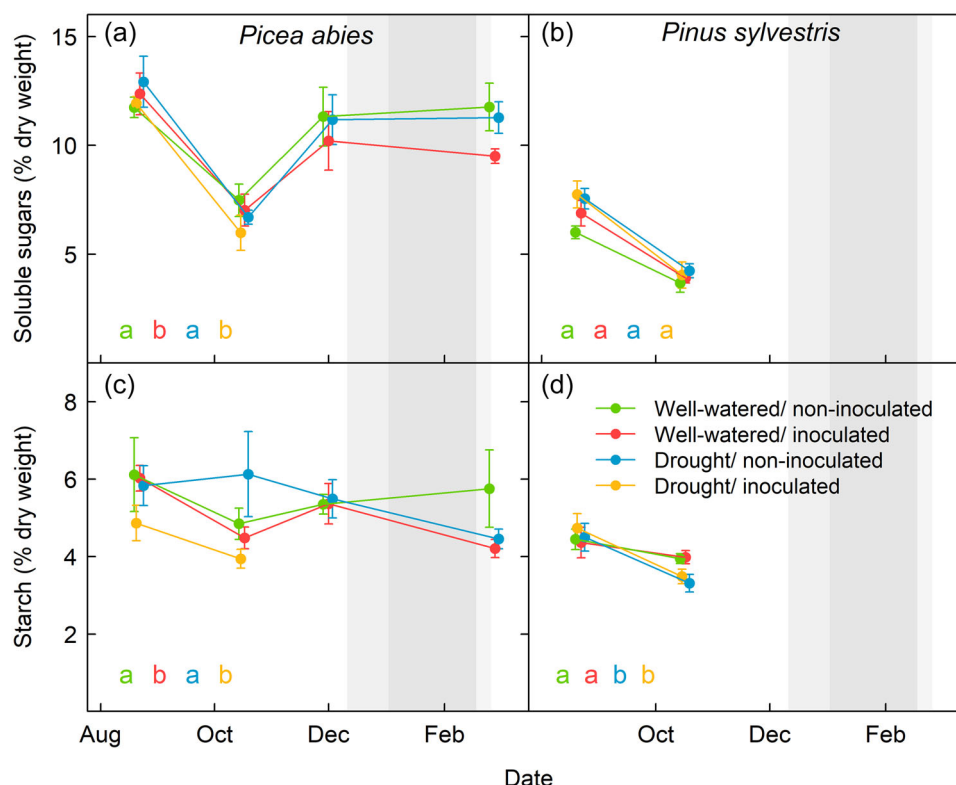 (a) Picea abies
(b) Pinus sylvestris
15
10
5
Soluble sugars (% dry weight)
a b a b
a a a a
(c)
(d)
8
6
4
2
Starch (% dry weight)
Well-watered/ non-inoculated
Well-watered/ inoculated
Drought/ non-inoculated
Drought/ inoculated
a b a b
a a b b
Aug Oct Dec Feb
Oct Dec Feb
Date